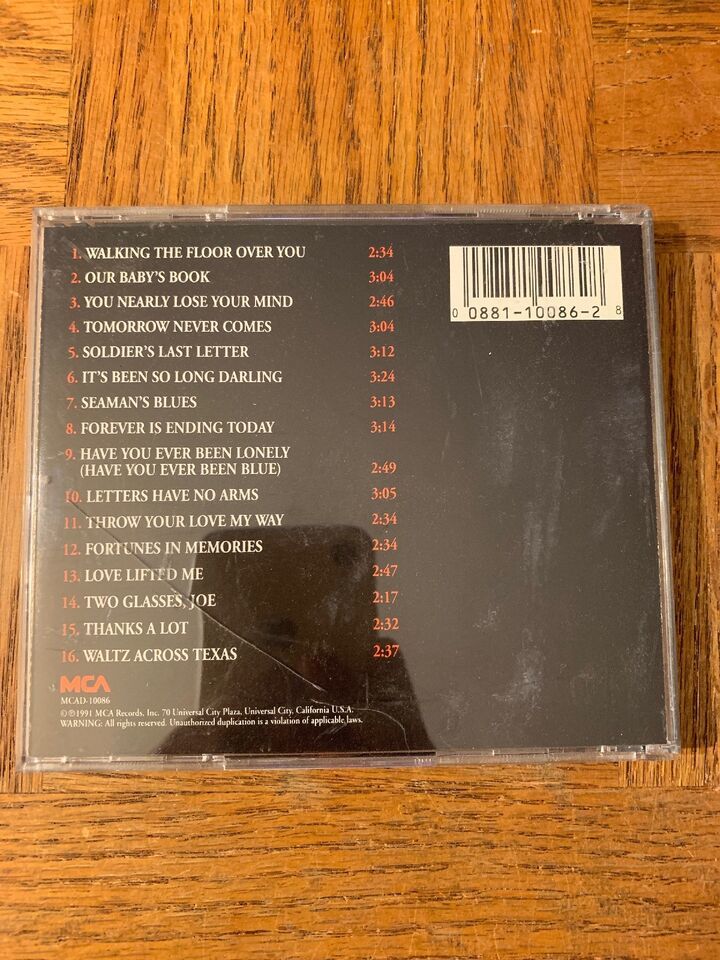 1. WALKING THE FLOOR OVER YOU 2:34
2. OUR BABY'S BOOK 3:04
3. YOU NEARLY LOSE YOUR MIND 2:46
4. TOMORROW NEVER COMES 3:04
5. SOLDIER'S LAST LETTER 3:12
6. IT'S BEEN SO LONG DARLING 3:24
7. SEAMAN'S BLUES 3:13
8. FOREVER IS ENDING TODAY 3;14
9. HAVE YOU EVER BEEN LONELY
(HAVE YOU EVER BEEN BLUE) 2:49
10. LETTERS HAVE NO ARMS 3:05
11. THROW YOUR LOVE MY WAY 2:34
12. FORTUNES IN MEMORIES 2:34
13. LOVE LIFTED ME 2:47
14. TWO GLASSES, JOE 2:17
15. THANKS A LOT 2:32
16. WALTZ ACROSS TEXAS 2:37
0 0881-10086-2 8
MCA
MCAD-10086
©℗1991 MCA Records, Inc. 70 Universal City Plaza, Universal City, California U.S.A.
WARNING: All rights reserved. Unauthorized duplication is a violation of applicable laws.